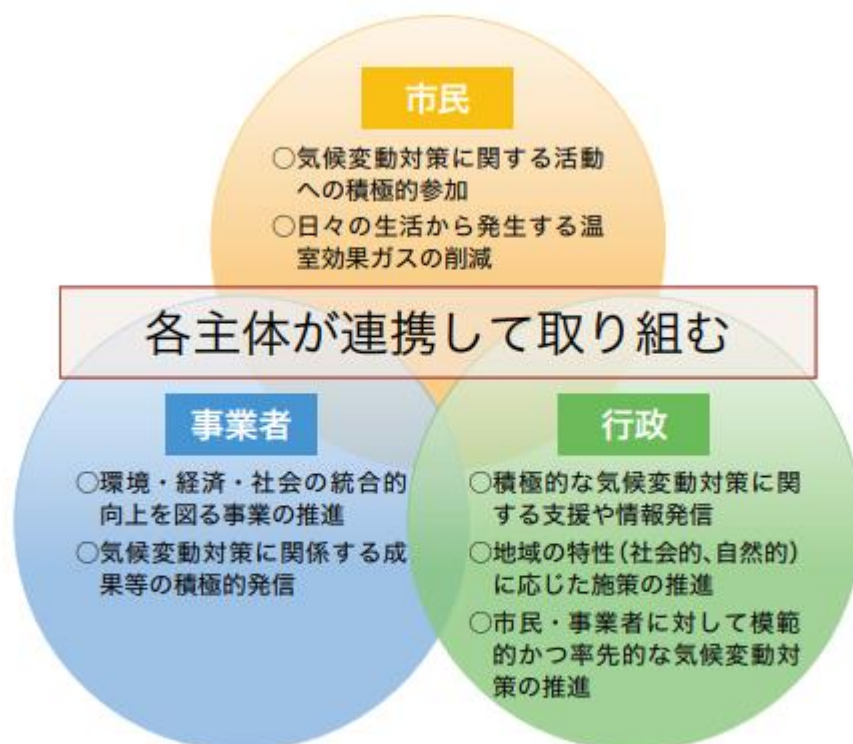 市民
○気候変動対策に関する活動
への積極的参加
○日々の生活から発生する温
室効果ガスの削減
各主体が連携して取り組む
事業者
○環境・経済・社会の統合的
向上を図る事業の推進
○気候変動対策に関係する成
果等の積極的発信
行政
○積極的な気候変動対策に関
する支援や情報発信
○地域の特性(社会的、自然的)
に応じた施策の推進
○市民・事業者に対して模範
的かつ率先的な気候変動対
策の推進